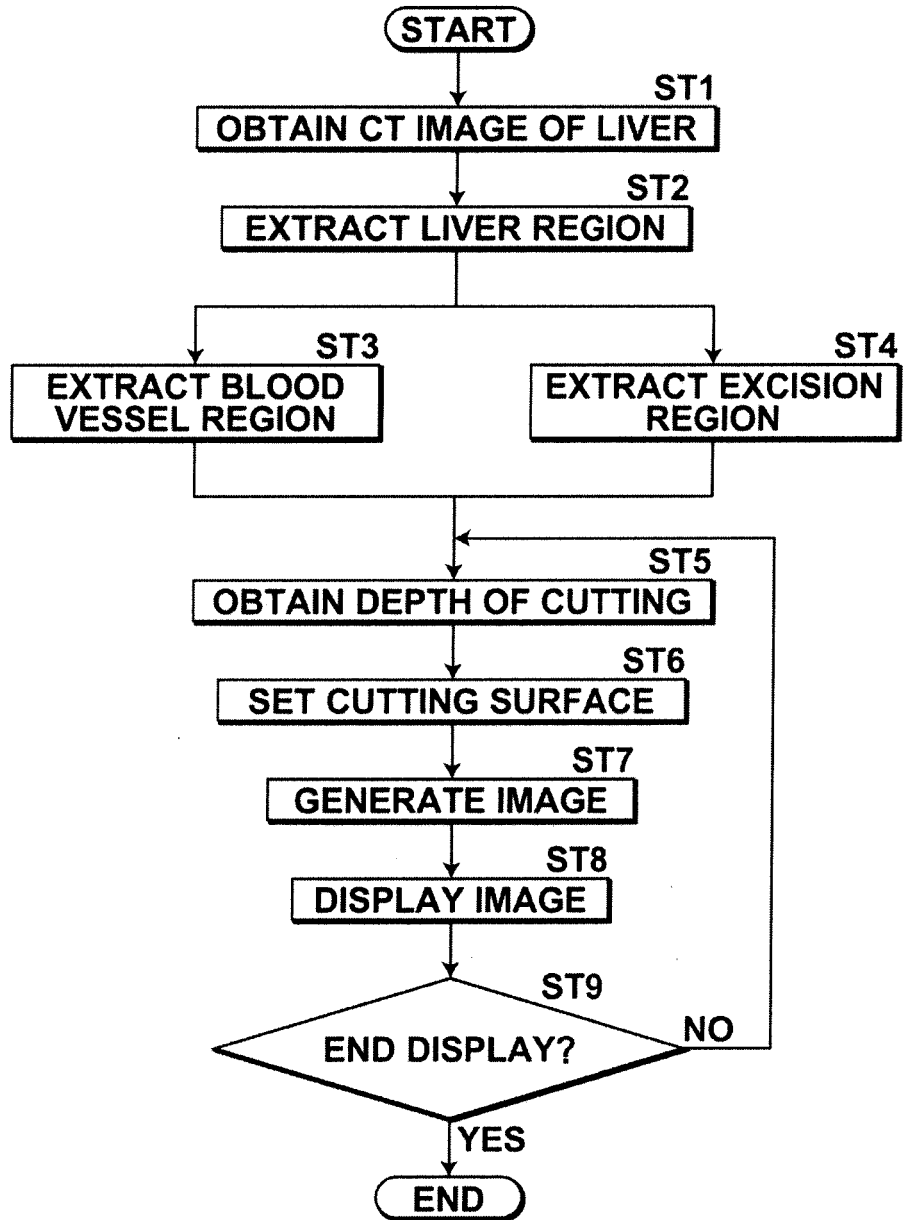 START
ST1
OBTAIN CT IMAGE OF LIVER
ST2
EXTRACT LIVER REGION
ST3
EXTRACT BLOOD
VESSEL REGION
ST4
EXTRACT EXCISION
REGION
ST5
OBTAIN DEPTH OF CUTTING
ST6
SET CUTTING SURFACE
ST7
GENERATE IMAGE
ST8
DISPLAY IMAGE
ST9
END DISPLAY?
NO
YES
END